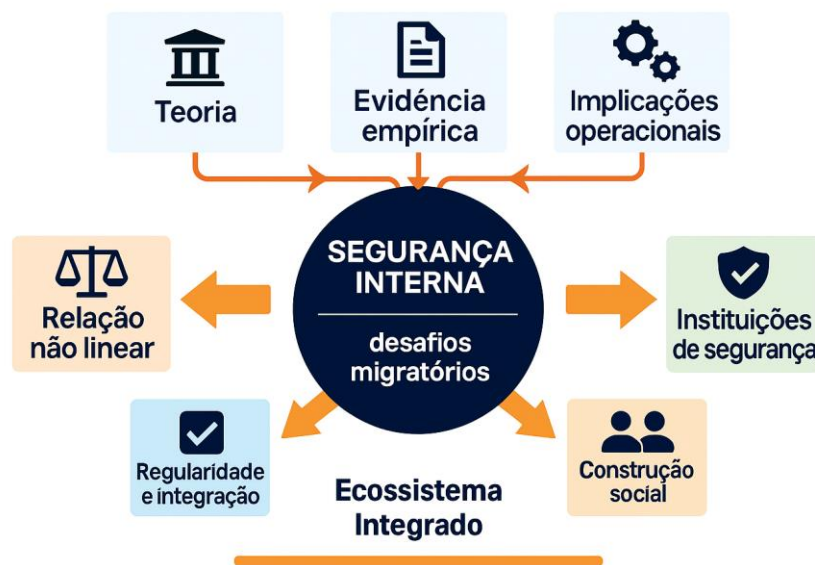 Teoria
Evidéncia
empírica
Implicações
operacionais
SEGURANÇA
INTERNA
desafios
migratórios
Relação
não linear
Instituições
de segurança
Regularidade
e integração
Construção
social
Ecossistema
Integrado